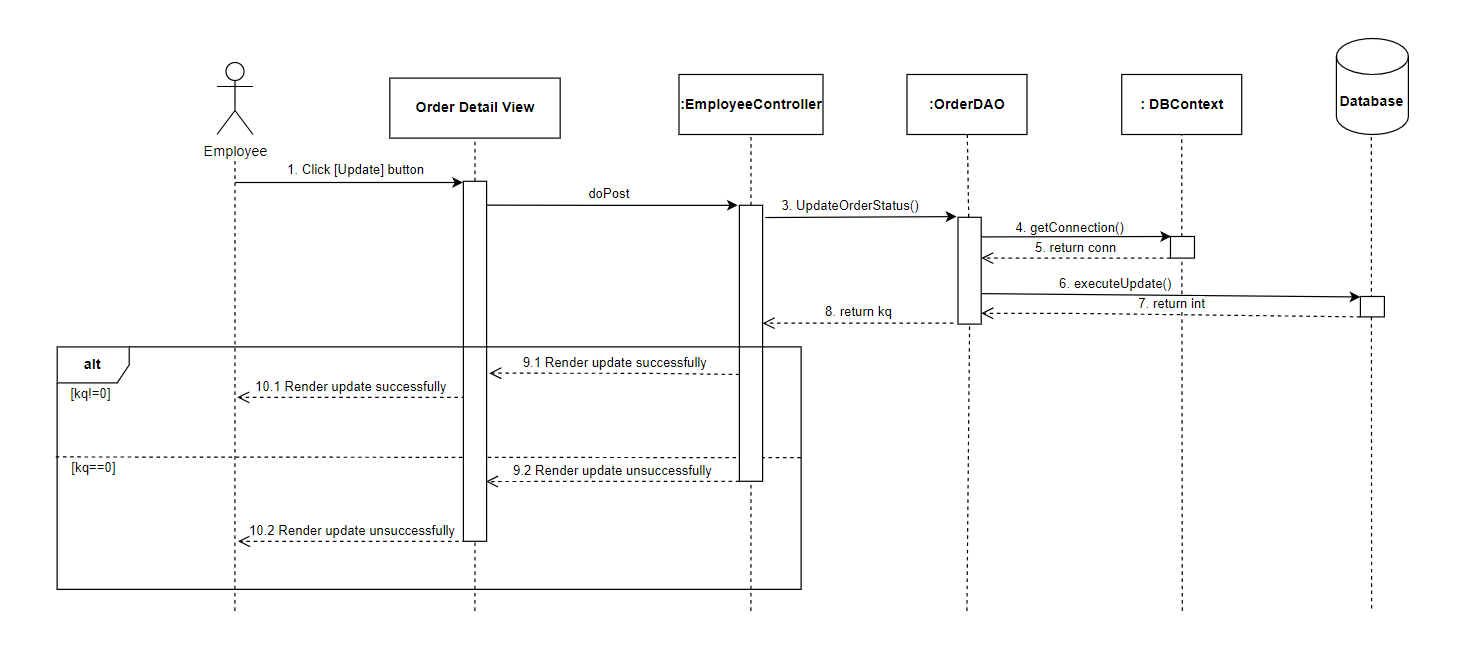 Employee
Order Detail View
:EmployeeController
:OrderDAO
: DBContext
Database
1. Click [Update] button
doPost
3. UpdateOrderStatus()
4. getConnection()
5. return conn
6. executeUpdate()
7. return int
8. return kq
alt
[kq!=0]
9.1 Render update successfully
10.1 Render update successfully
[kq==0]
9.2 Render update unsuccessfully
10.2 Render update unsuccessfully